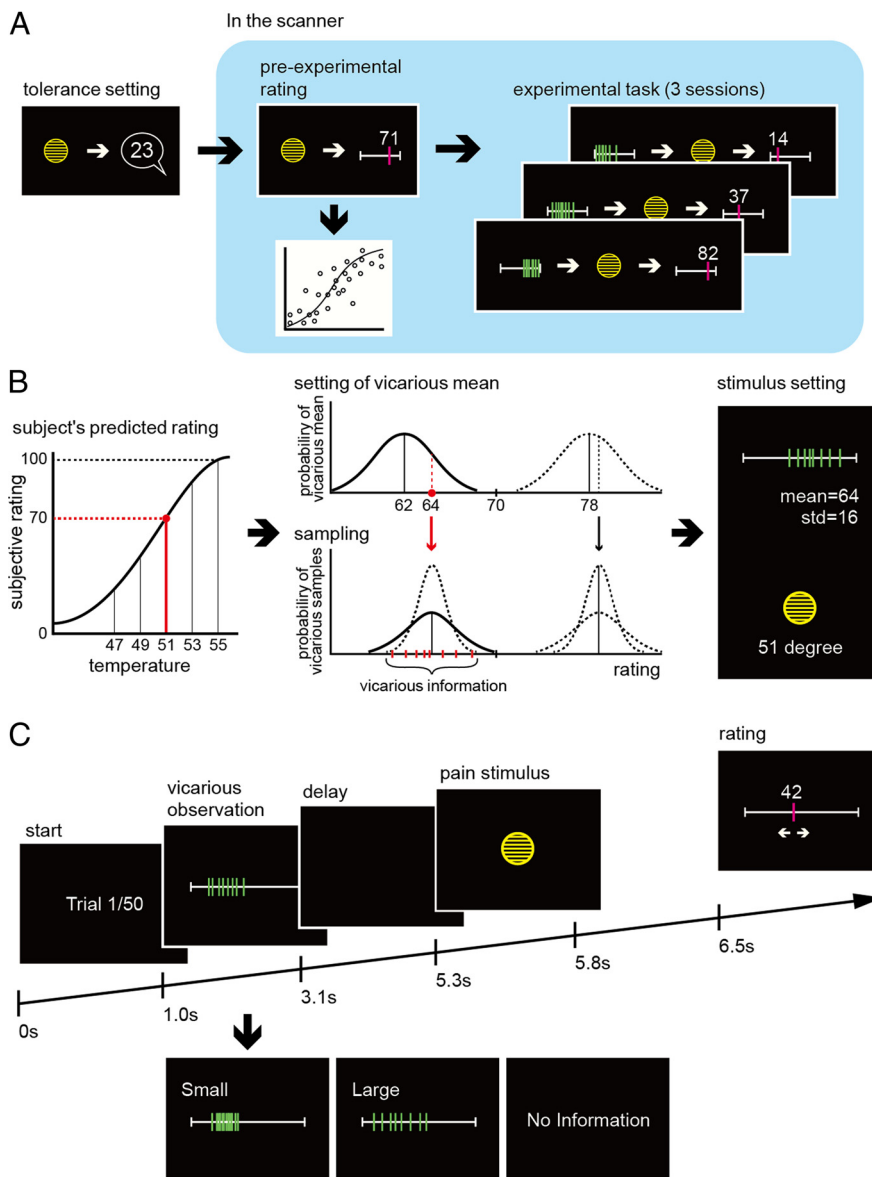 A
In the scanner
tolerance setting
pre-experimental
rating
experimental task (3 sessions)
23
71
14
37
82
B
setting of vicarious mean
stimulus setting
subject's predicted rating
subjective rating
100
70
0
47 49 51 53 55
temperature
probability of
vicarious mean
62 64 70 78
sampling
probability of
vicarious samples
rating
vicarious information
mean=64
std=16
51 degree
C
rating
pain stimulus
delay
vicarious
observation
start
42
Trial 1/50
0s
1.0s
3.1s
5.3s
5.8s
6.5s
Small
Large
No Information